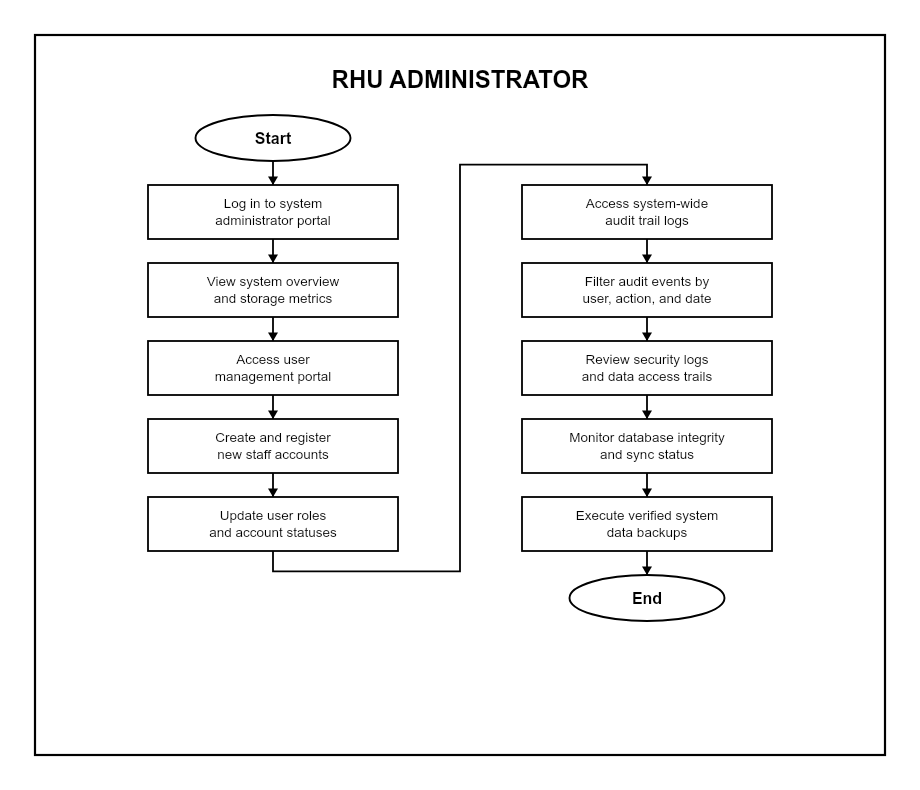 RHU ADMINISTRATOR
Start
Log in to system
administrator portal
View system overview
and storage metrics
Access user
management portal
Create and register
new staff accounts
Update user roles
and account statuses
Access system-wide
audit trail logs
Filter audit events by
user, action, and date
Review security logs
and data access trails
Monitor database integrity
and sync status
Execute verified system
data backups
End